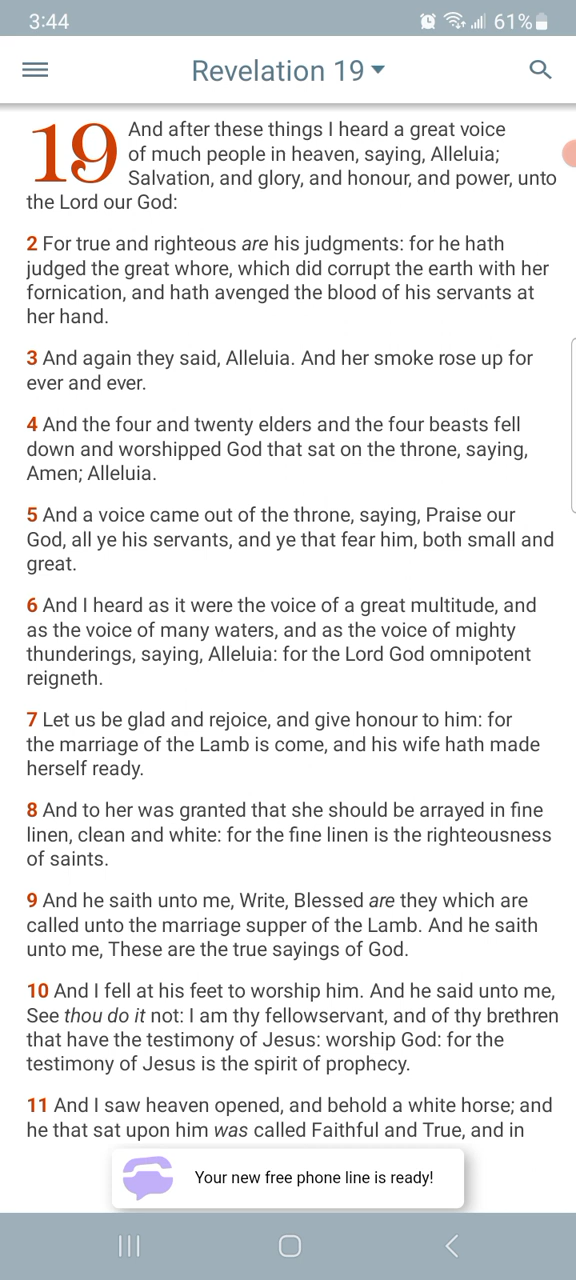 3:44
61%
Revelation 19
19 And after these things I heard a great voice
of much people in heaven, saying, Alleluia;
Salvation, and glory, and honour, and power, unto
the Lord our God:
2 For true and righteous are his judgments: for he hath
judged the great whore, which did corrupt the earth with her
fornication, and hath avenged the blood of his servants at
her hand.
3 And again they said, Alleluia. And her smoke rose up for
ever and ever.
4 And the four and twenty elders and the four beasts fell
down and worshipped God that sat on the throne, saying,
Amen; Alleluia.
5 And a voice came out of the throne, saying, Praise our
God, all ye his servants, and ye that fear him, both small and
great.
6 And I heard as it were the voice of a great multitude, and
as the voice of many waters, and as the voice of mighty
thunderings, saying, Alleluia: for the Lord God omnipotent
reigneth.
7 Let us be glad and rejoice, and give honour to him: for
the marriage of the Lamb is come, and his wife hath made
herself ready.
8 And to her was granted that she should be arrayed in fine
linen, clean and white: for the fine linen is the righteousness
of saints.
9 And he saith unto me, Write, Blessed are they which are
called unto the marriage supper of the Lamb. And he saith
unto me, These are the true sayings of God.
10 And I fell at his feet to worship him. And he said unto me,
See thou do it not: I am thy fellowservant, and of thy brethren
that have the testimony of Jesus: worship God: for the
testimony of Jesus is the spirit of prophecy.
11 And I saw heaven opened, and behold a white horse; and
he that sat upon him was called Faithful and True, and in
Your new free phone line is ready!